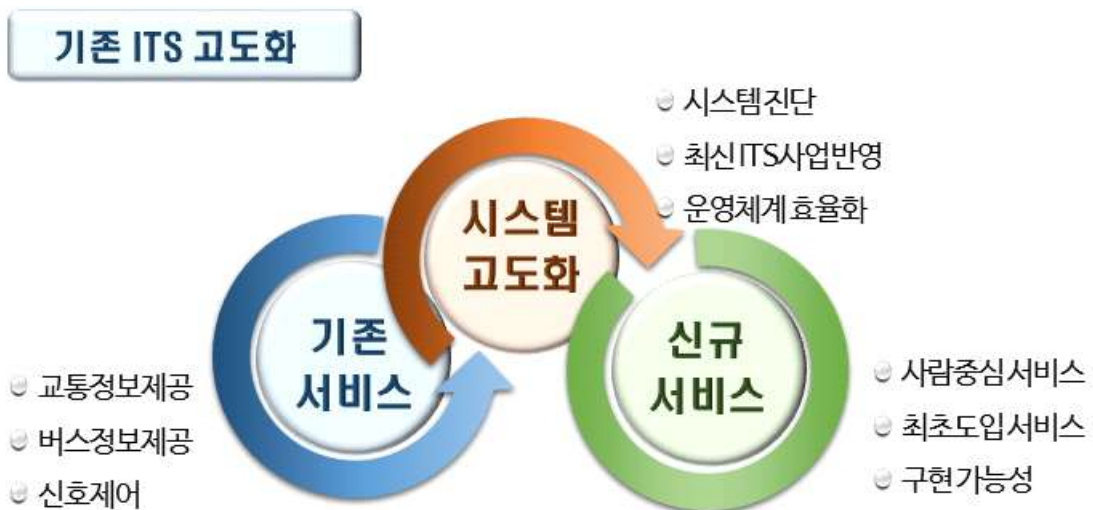 기존 ITS 고도화
시스템진단
최신 ITS사업반영
운영체계 효율화
시스템
고도화
기존
서비스
신규
서비스
교통정보제공
버스정보제공
신호제어
사람중심 서비스
최초도입 서비스
구현가능성